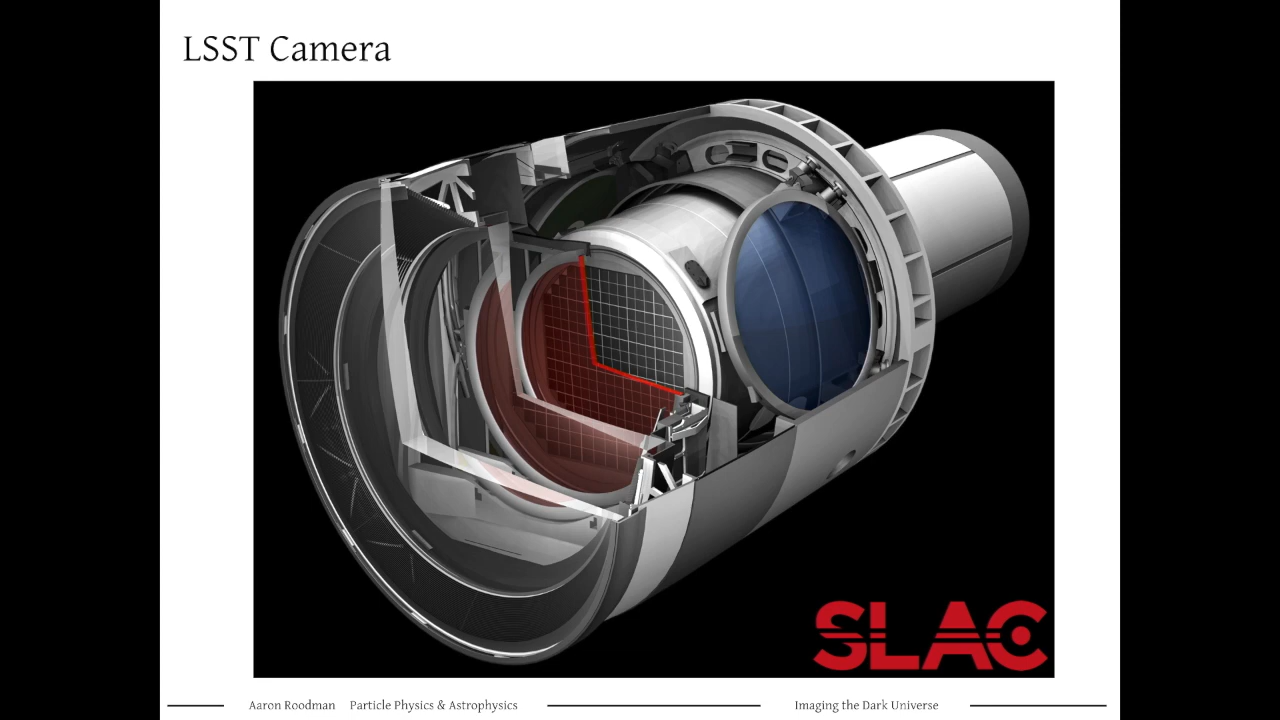 LSST Camera
SLAC
Aaron Roodman Particle Physics & Astrophysics Imaging the Dark Universe